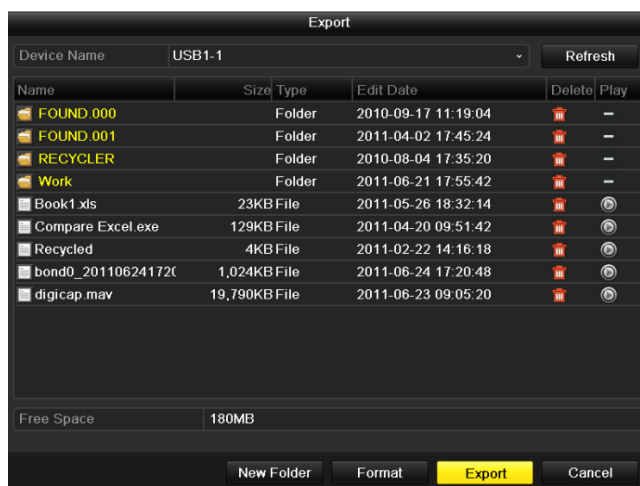 Export
Device Name USB1-1 Refresh
Name Size Type Edit Date Delete Play
FOUND.000 Folder 2010-09-17 11:19:04 –
FOUND.001 Folder 2011-04-02 17:45:24 –
RECYCLER Folder 2010-08-04 17:35:20 –
Work Folder 2011-06-21 17:55:42 –
Book1.xls 23KB File 2011-05-26 18:32:14
Compare Excel.exe 129KB File 2011-04-20 09:51:42
Recycled 4KB File 2011-02-22 14:16:18
bond0_201106241720 1,024KB File 2011-06-24 17:20:48
digicap.mav 19,790KB File 2011-06-23 09:05:20
Free Space 180MB
New Folder Format Export Cancel